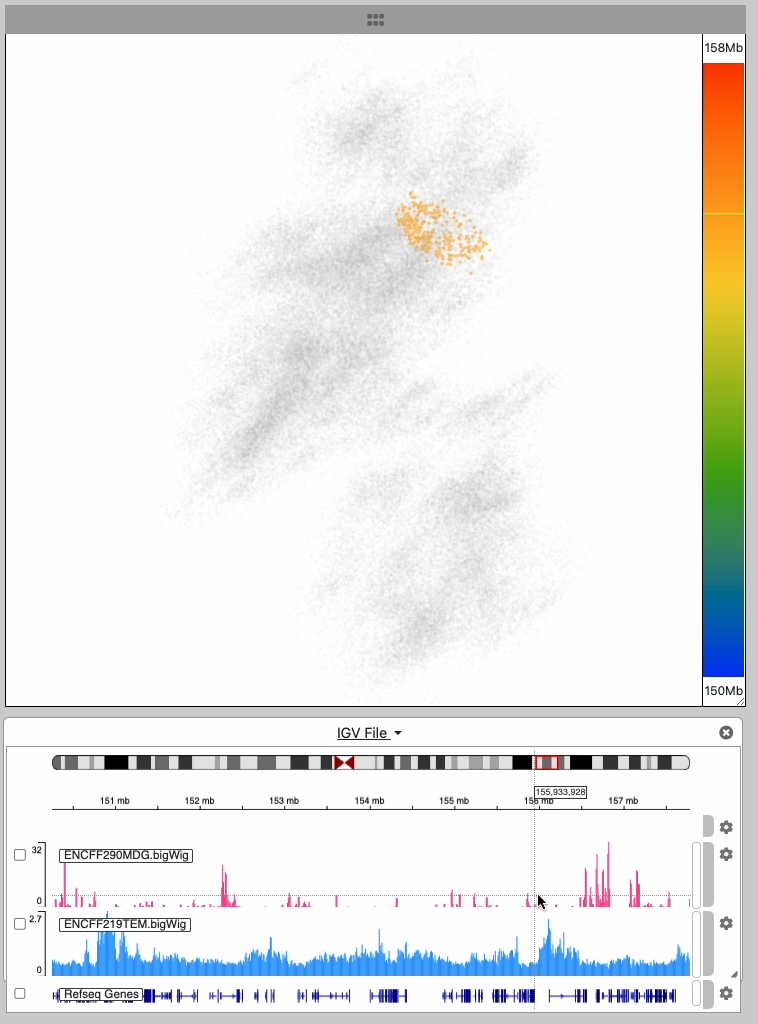 158Mb
150Mb
IGV File
155,933,928
151 mb 152 mb 153 mb 154 mb 155 mb 156 mb 157 mb
32
ENCFF290MDG.bigWig
0
2.7
ENCFF219TEM.bigWig
0
Refseq Genes